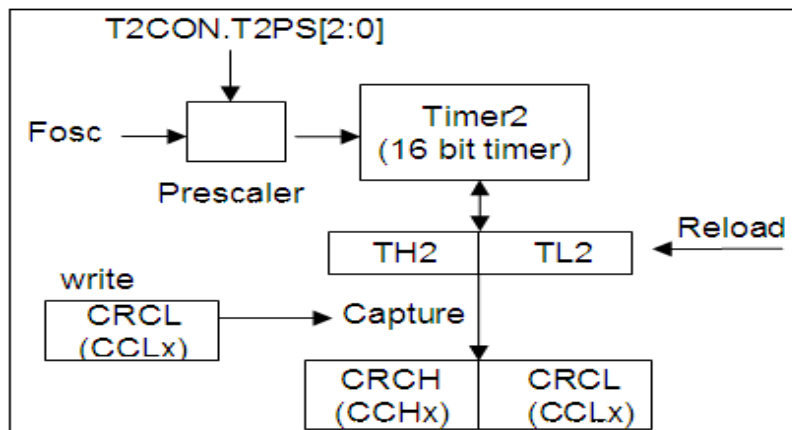 T2CON.T2PS[2:0]
Fosc
Prescaler
Timer2
(16 bit timer)
Reload
TH2
TL2
write
CRCL
(CCLx)
Capture
CRCH
(CCHx)
CRCL
(CCLx)